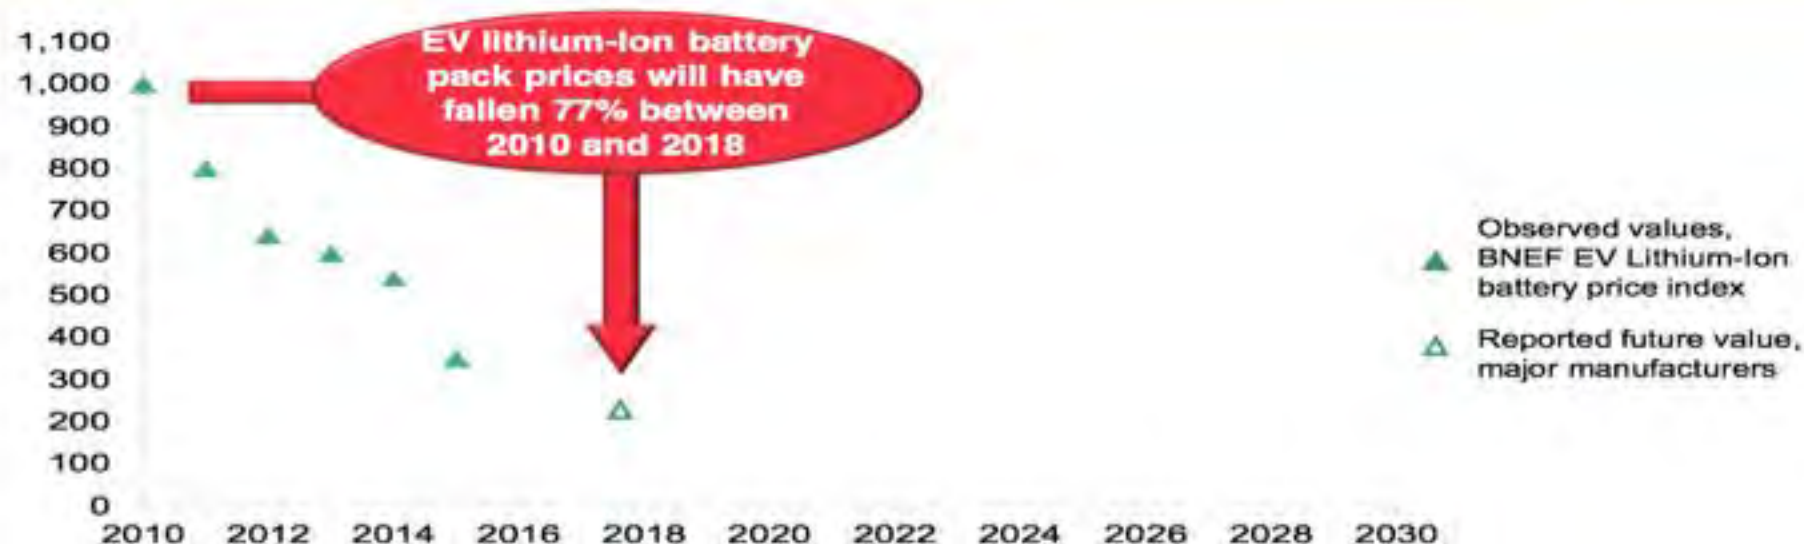 1,100
1,000
900
800
700
600
500
400
300
200
100
0
EV lithium-Ion battery
pack prices will have
fallen 77% between
2010 and 2018
Observed values,
BNEF EV Lithium-Ion
battery price index
Reported future value,
major manufacturers
2010 2012 2014 2016 2018 2020 2022 2024 2026 2028 2030